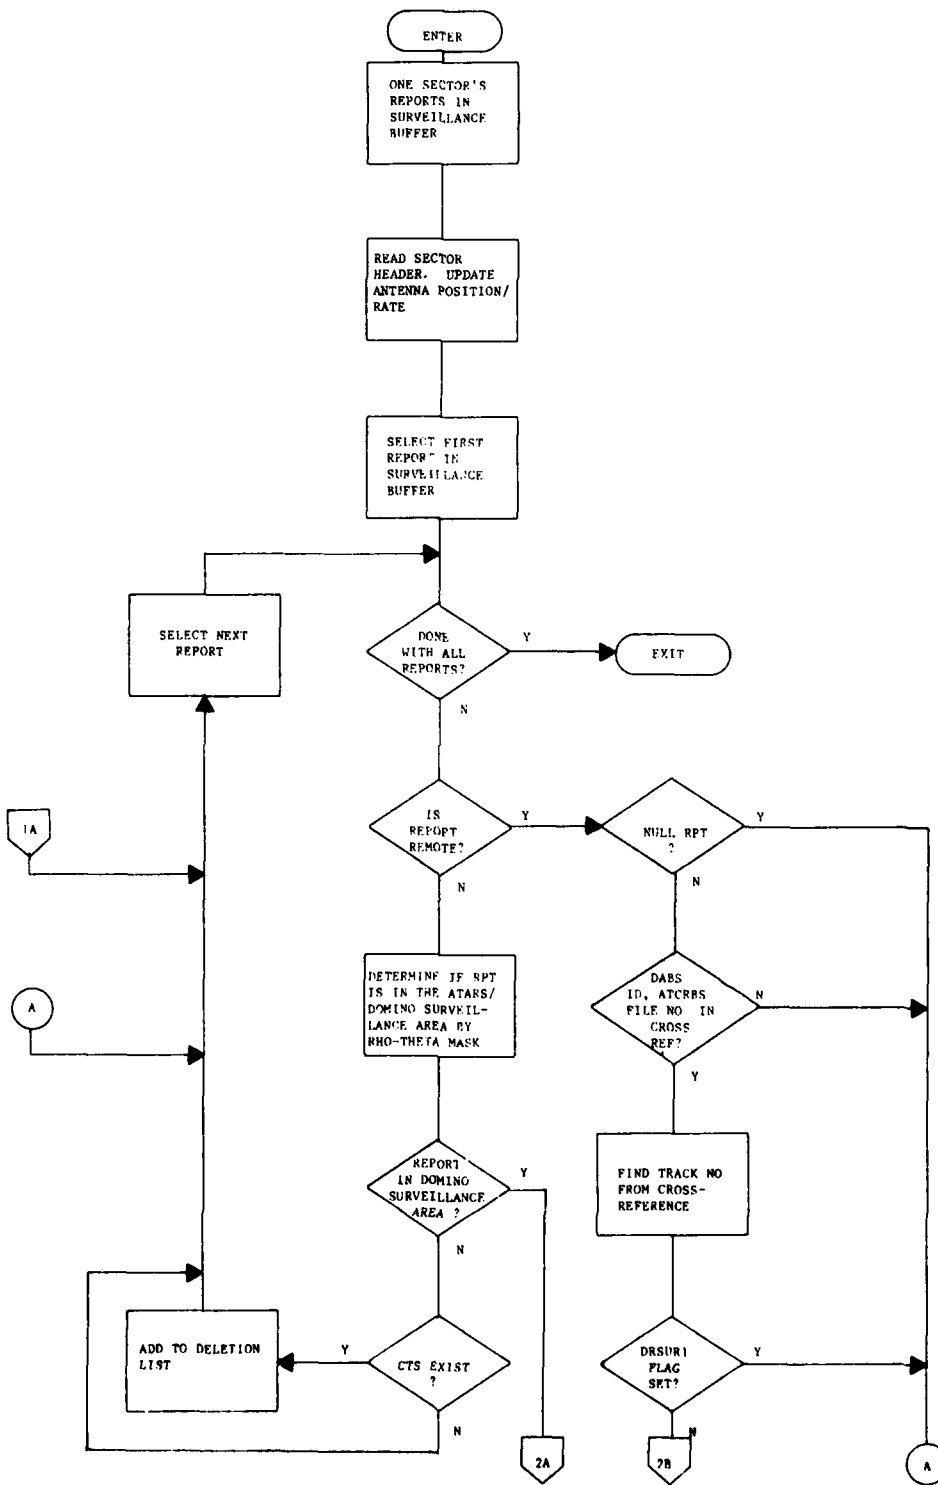 ENTER
ONE SECTOR'S
REPORTS IN
SURVEILLANCE
BUFFER
READ SECTOR
HEADER. UPDATE
ANTENNA POSITION/
RATE
SELECT FIRST
REPORT IN
SURVEILLANCE
BUFFER
SELECT NEXT
REPORT
DONE
WITH ALL
REPORTS?
Y
EXIT
N
1A
IS
REPORT
REMOTE?
Y
NULL RPT
?
Y
N
N
A
DETERMINE IF RPT
IS IN THE ATARS/
DOMINO SURVEIL-
LANCE AREA BY
RHO-THETA MASK
DABS
ID, ATCRBS
FILE NO IN
CROSS
REF?
N
Y
REPORT
IN DOMINO
SURVEILLANCE
AREA ?
Y
N
FIND TRACK NO
FROM CROSS-
REFERENCE
ADD TO DELETION
LIST
Y
CTS EXIST
?
N
DRSUR1
FLAG
SET?
Y
N
2A
2B
A